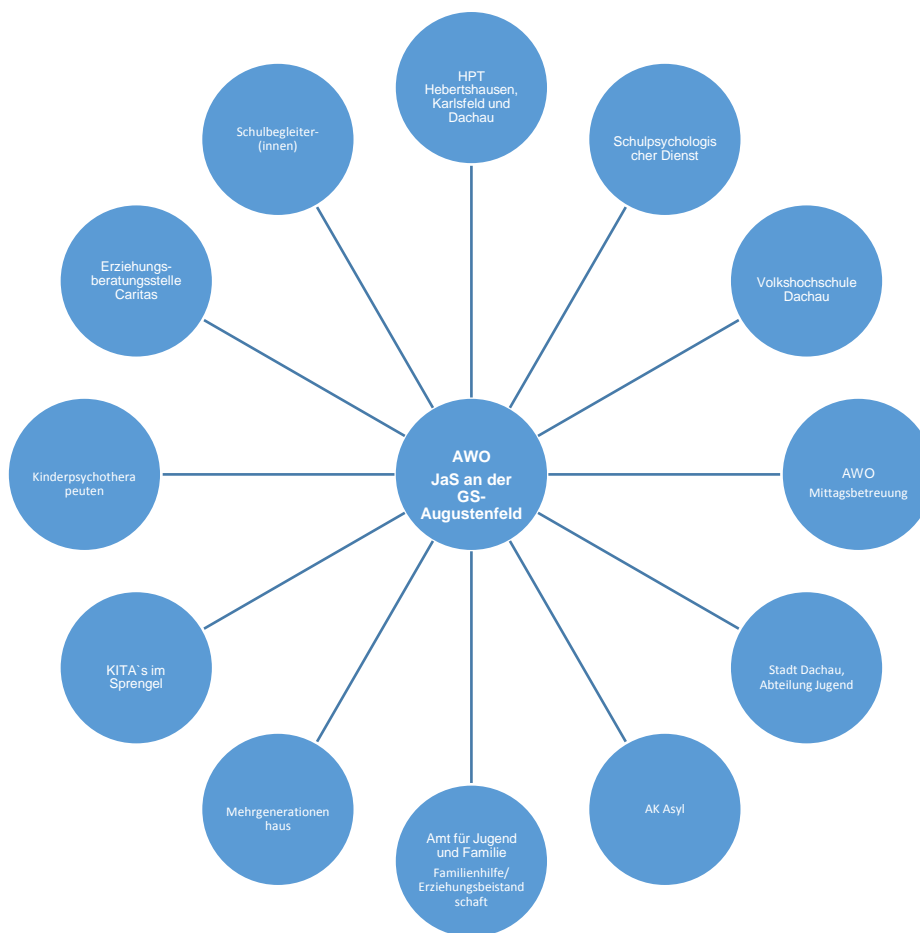 HPT
Hebertshausen,
Karlsfeld und
Dachau
Schulpsychologis
cher Dienst
Volkshochschule
Dachau
AWO
Mittagsbetreuung
Stadt Dachau,
Abteilung Jugend
AK Asyl
Amt für Jugend
und Familie
Familienhilfe/
Erziehungsbeistand
schaft
Mehrgenerationen
haus
KITA`s im
Sprengel
Kinderpsychothera
peuten
Erziehungs-
beratungsstelle
Caritas
Schulbegleiter-
(innen)
AWO
JaS an der
GS-
Augustenfeld